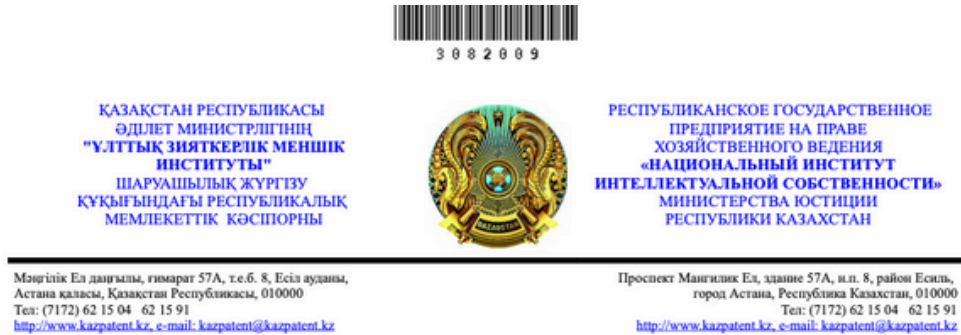 3082009
ҚАЗАҚСТАН РЕСПУБЛИКАСЫ
ӘДІЛЕТ МИНИСТРЛІГІНІҢ
"ҰЛТТЫҚ ЗИЯТКЕРЛІК МЕНШІК
ИНСТИТУТЫ"
ШАРУАШЫЛЫҚ ЖҮРГІЗУ
ҚҰҚЫҒЫНДАҒЫ РЕСПУБЛИКАЛЫҚ
МЕМЛЕКЕТТІК КӘСІПОРНЫ
QAZAQSTAN
РЕСПУБЛИКАНСКОЕ ГОСУДАРСТВЕННОЕ
ПРЕДПРИЯТИЕ НА ПРАВЕ
ХОЗЯЙСТВЕННОГО ВЕДЕНИЯ
«НАЦИОНАЛЬНЫЙ ИНСТИТУТ
ИНТЕЛЛЕКТУАЛЬНОЙ СОБСТВЕННОСТИ»
МИНИСТЕРСТВА ЮСТИЦИИ
РЕСПУБЛИКИ КАЗАХСТАН
Мәңгілік Ел даңғылы, ғимарат 57А, т.е.б. 8, Есіл ауданы,
Астана қаласы, Қазақстан Республикасы, 010000
Тел: (7172) 62 15 04 62 15 91
http://www.kazpatent.kz, e-mail: kazpatent@kazpatent.kz
Проспект Мангилик Ел, здание 57А, н.п. 8, район Есиль,
город Астана, Республика Казахстан, 010000
Тел: (7172) 62 15 04 62 15 91
http://www.kazpatent.kz, e-mail: kazpatent@kazpatent.kz